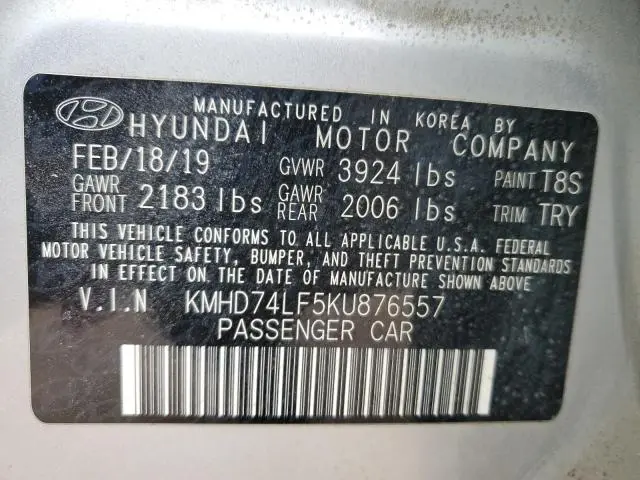 MANUFACTURED IN KOREA BY
HYUNDAI MOTOR COMPANY
FEB/18/19 GVWR 3924 lbs PAINT T8S
GAWR FRONT 2183 lbs GAWR REAR 2006 lbs TRIM TRY
THIS VEHICLE CONFORMS TO ALL APPLICABLE U.S.A. FEDERAL
MOTOR VEHICLE SAFETY, BUMPER, AND THEFT PREVENTION STANDARDS
IN EFFECT ON THE DATE OF MANUFACTURE SHOWN ABOVE
V.I.N KMHD74LF5KU876557
PASSENGER CAR